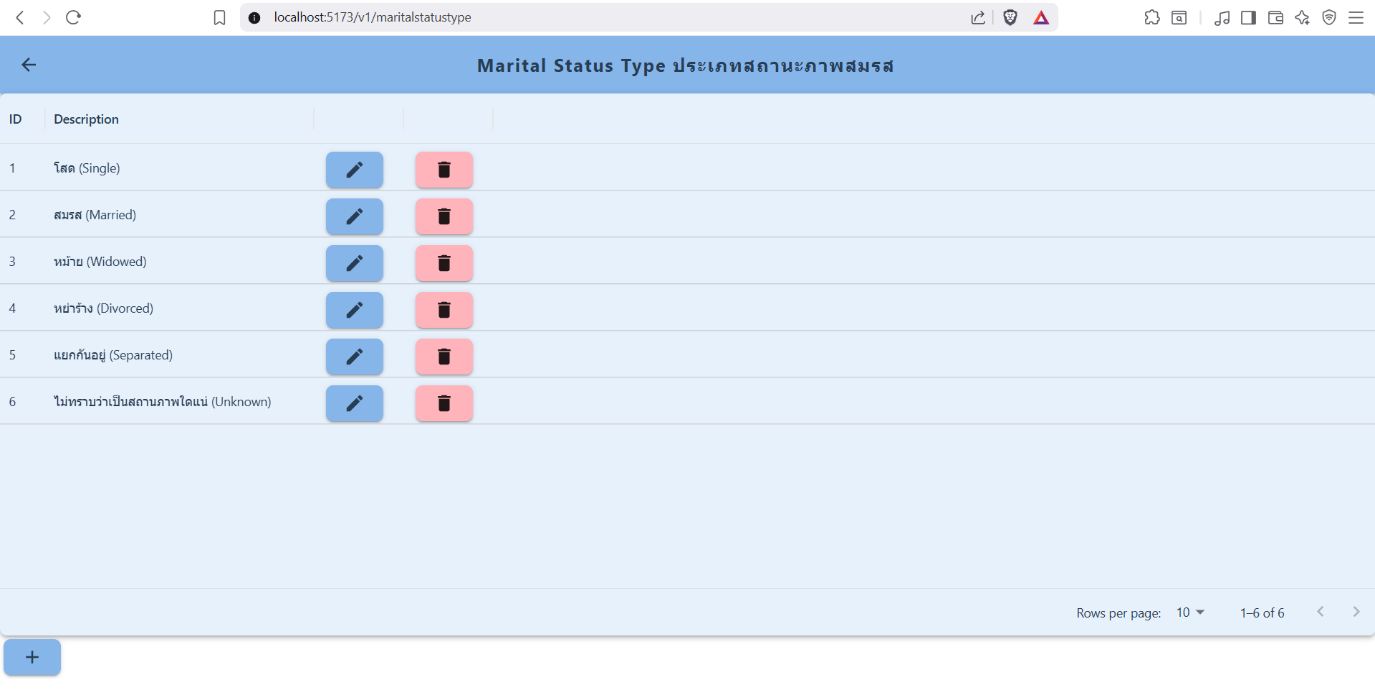 localhost:5173/v1/maritalstatustype
Marital Status Type ประเภทสถานะภาพสมรส
ID Description
1 โสด (Single)
2 สมรส (Married)
3 หม้าย (Widowed)
4 หย่าร้าง (Divorced)
5 แยกกันอยู่ (Separated)
6 ไม่ทราบว่าเป็นสถานภาพใดแน่ (Unknown)
Rows per page: 10 1–6 of 6